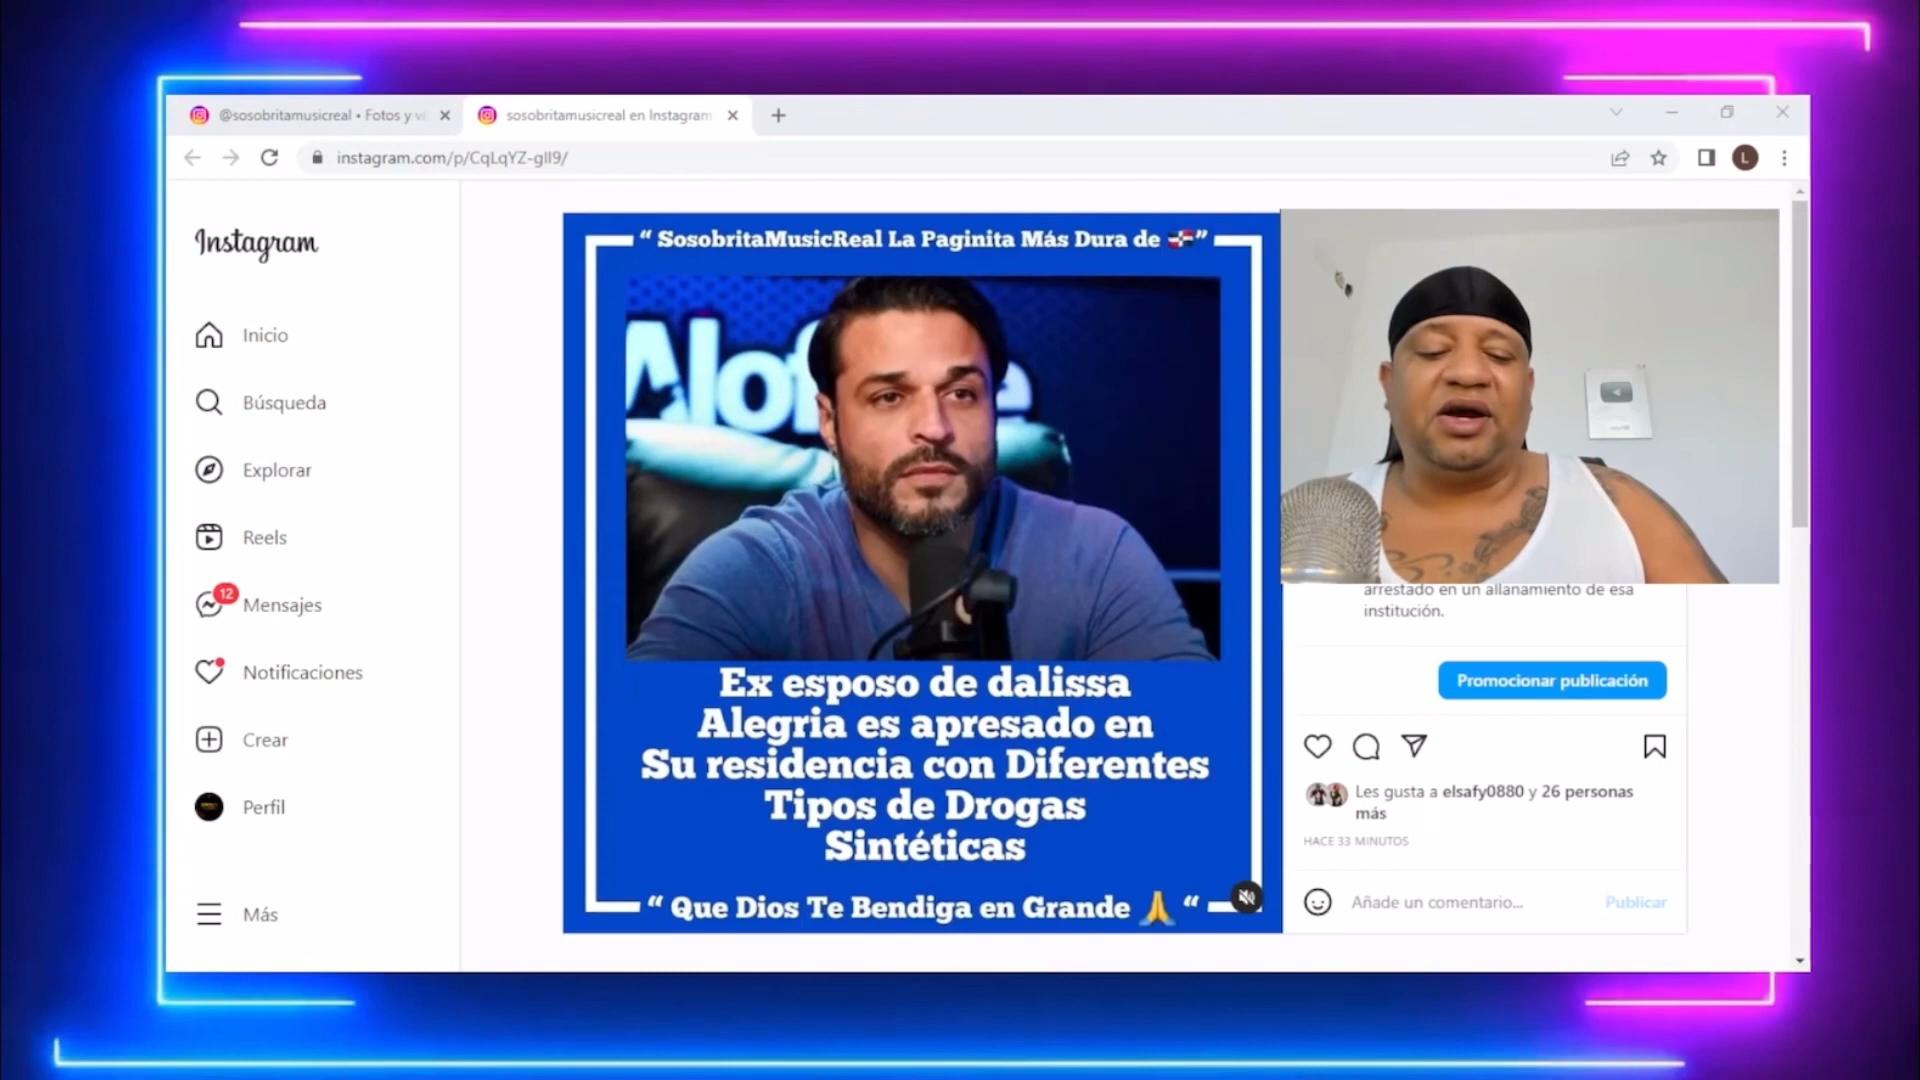 @sosobritamusicreal • Fotos y vi
sosobritamusicreal en Instagram
instagram.com/p/CqLqYZ-gII9/
L
Instagram
Inicio
Búsqueda
Explorar
Reels
12
Mensajes
Notificaciones
Crear
Perfil
Más
“ SosobritaMusicReal La Paginita Más Dura de 🇩🇴”
Alof
e
Ex esposo de dalissa
Alegria es apresado en
Su residencia con Diferentes
Tipos de Drogas
Sintéticas
“ Que Dios Te Bendiga en Grande 🙏 “
arrestado en un allanamiento de esa
institución.
Promocionar publicación
Les gusta a elsafy0880 y 26 personas
más
HACE 33 MINUTOS
Añade un comentario...
Publicar